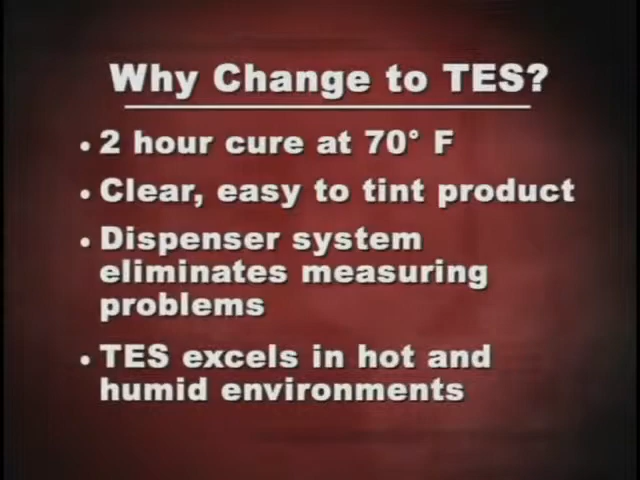 Why Change to TES?
• 2 hour cure at 70° F
• Clear, easy to tint product
• Dispenser system
eliminates measuring
problems
• TES excels in hot and
humid environments